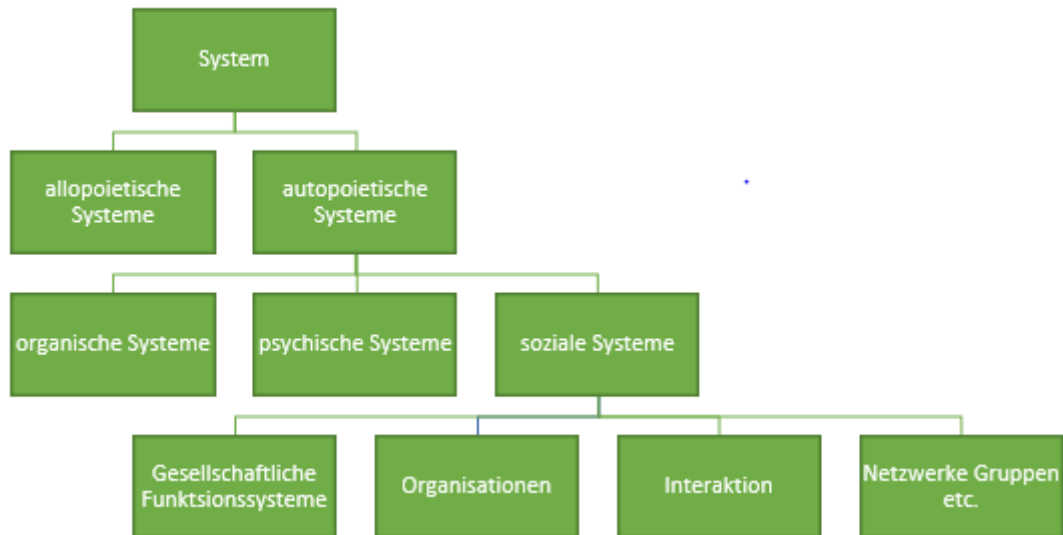 System
allopoietische
Systeme
autopoietische
Systeme
organische Systeme
psychische Systeme
soziale Systeme
Gesellschaftliche
Funktsionssysteme
Organisationen
Interaktion
Netzwerke Gruppen
etc.